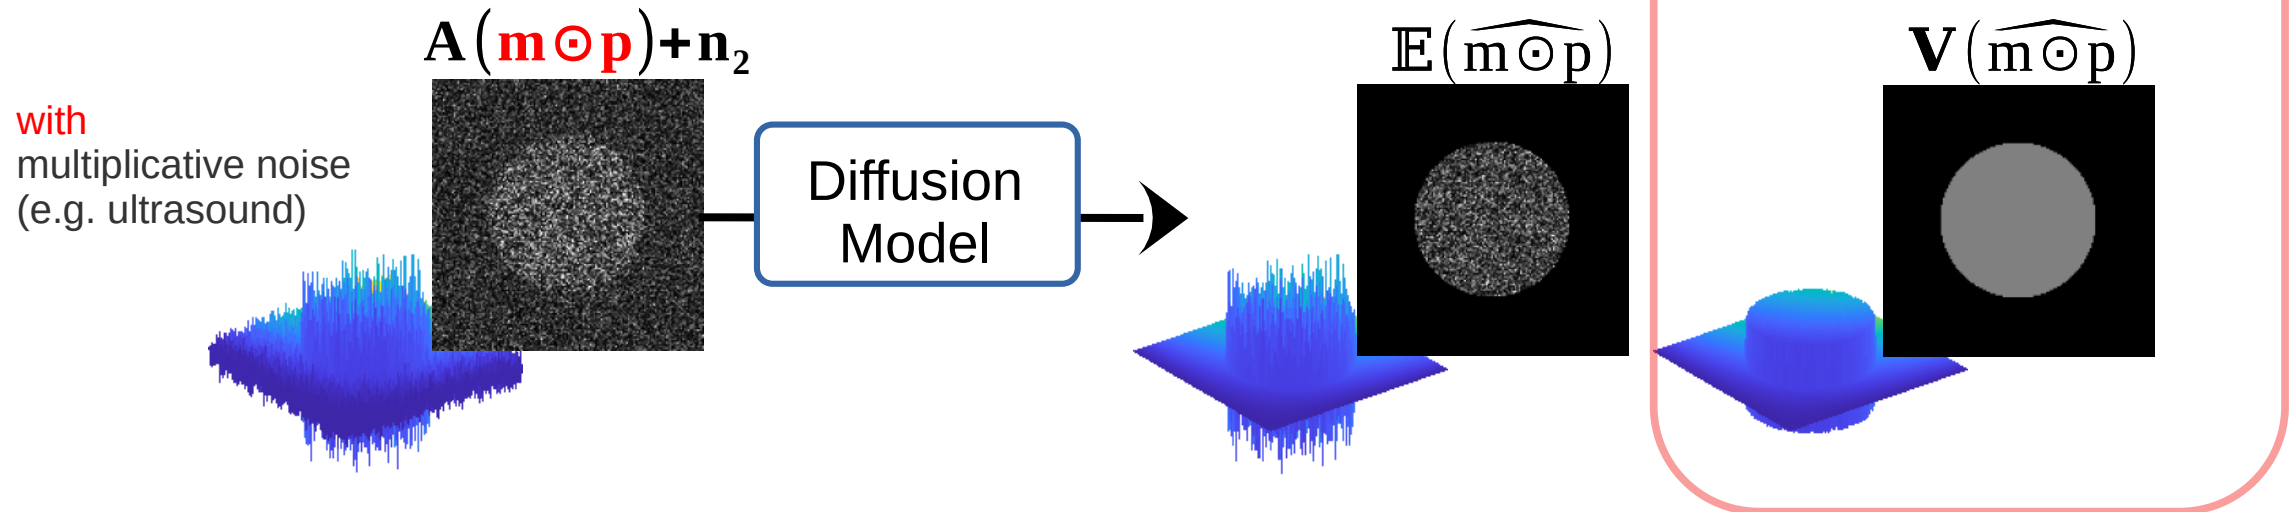 A(m⊙p)+n₂
with
multiplicative noise
(e.g. ultrasound)
Diffusion
Model
𝔼(m⊙p)
V(m⊙p)